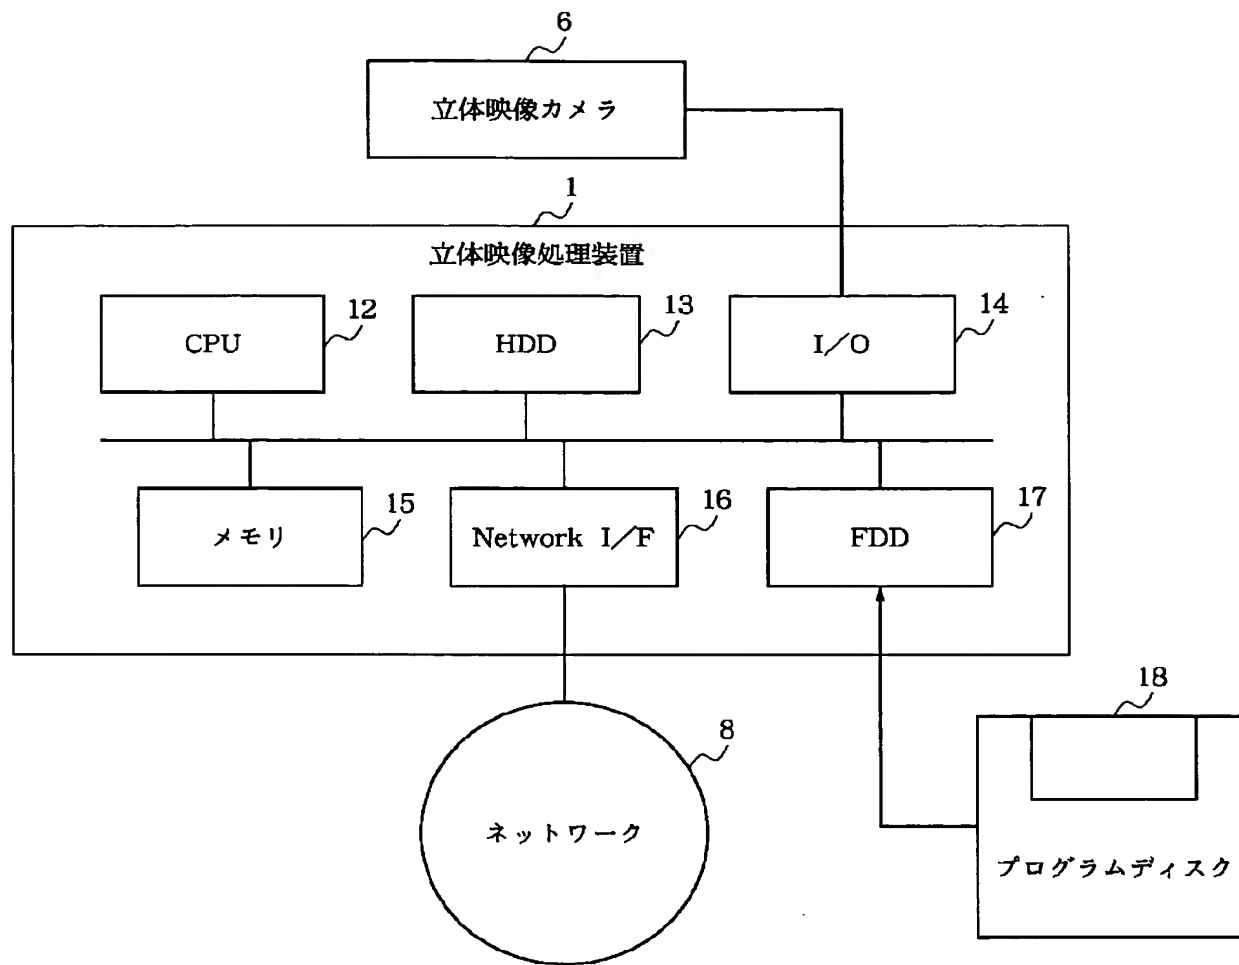 6
立体映像カメラ
1
立体映像処理装置
12
CPU
13
HDD
14
I/O
15
メモリ
16
Network I/F
17
FDD
18
プログラムディスク
8
ネットワーク